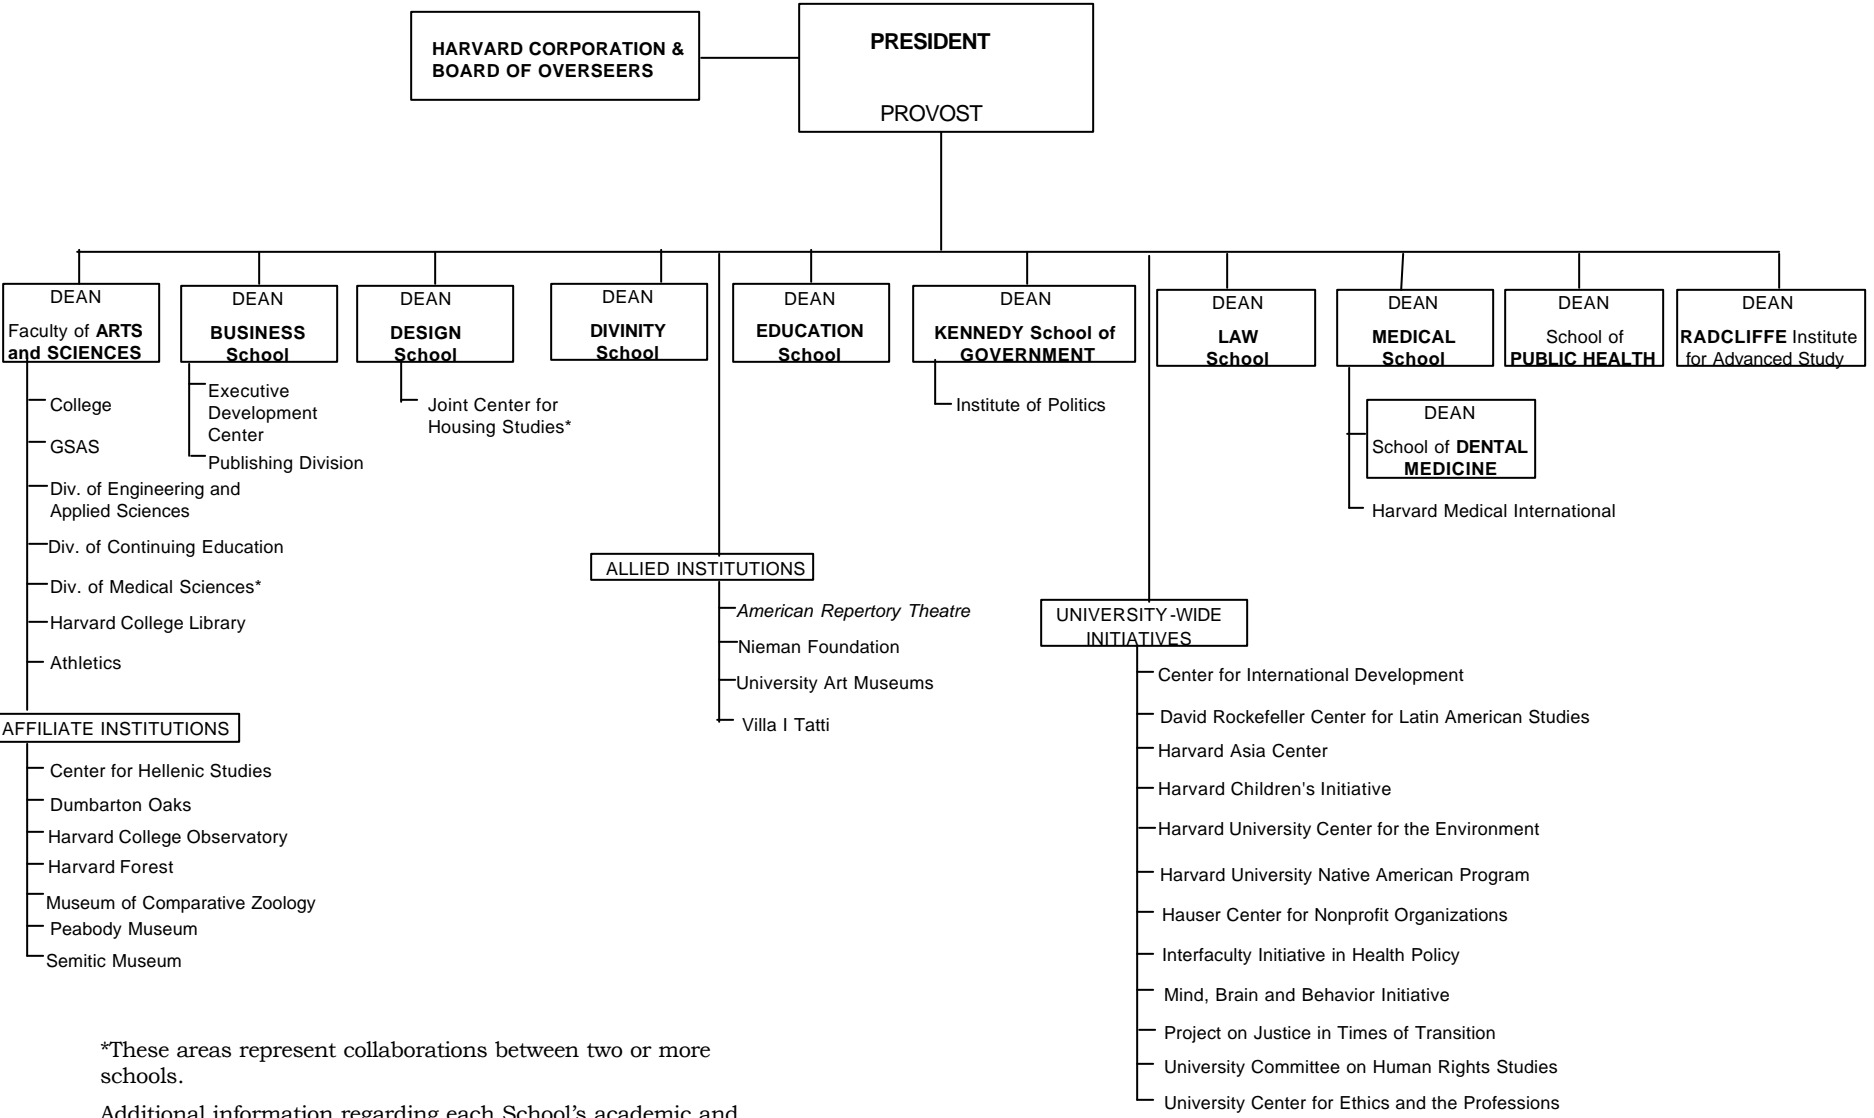 HARVARD CORPORATION &
BOARD OF OVERSEERS
PRESIDENT
PROVOST
DEAN
Faculty of ARTS
and SCIENCES
College
GSAS
Div. of Engineering and
Applied Sciences
Div. of Continuing Education
Div. of Medical Sciences*
Harvard College Library
Athletics
AFFILIATE INSTITUTIONS
Center for Hellenic Studies
Dumbarton Oaks
Harvard College Observatory
Harvard Forest
Museum of Comparative Zoology
Peabody Museum
Semitic Museum
DEAN
BUSINESS
School
Executive
Development
Center
Publishing Division
DEAN
DESIGN
School
Joint Center for
Housing Studies*
DEAN
DIVINITY
School
ALLIED INSTITUTIONS
American Repertory Theatre
Nieman Foundation
University Art Museums
Villa I Tatti
DEAN
EDUCATION
School
DEAN
KENNEDY School of
GOVERNMENT
Institute of Politics
UNIVERSITY-WIDE
INITIATIVES
Center for International Development
David Rockefeller Center for Latin American Studies
Harvard Asia Center
Harvard Children's Initiative
Harvard University Center for the Environment
Harvard University Native American Program
Hauser Center for Nonprofit Organizations
Interfaculty Initiative in Health Policy
Mind, Brain and Behavior Initiative
Project on Justice in Times of Transition
University Committee on Human Rights Studies
University Center for Ethics and the Professions
DEAN
LAW
School
DEAN
MEDICAL
School
DEAN
School of DENTAL
MEDICINE
Harvard Medical International
DEAN
School of
PUBLIC HEALTH
DEAN
RADCLIFFE Institute
for Advanced Study
*These areas represent collaborations between two or more
schools.
Additional information regarding each School's academic and